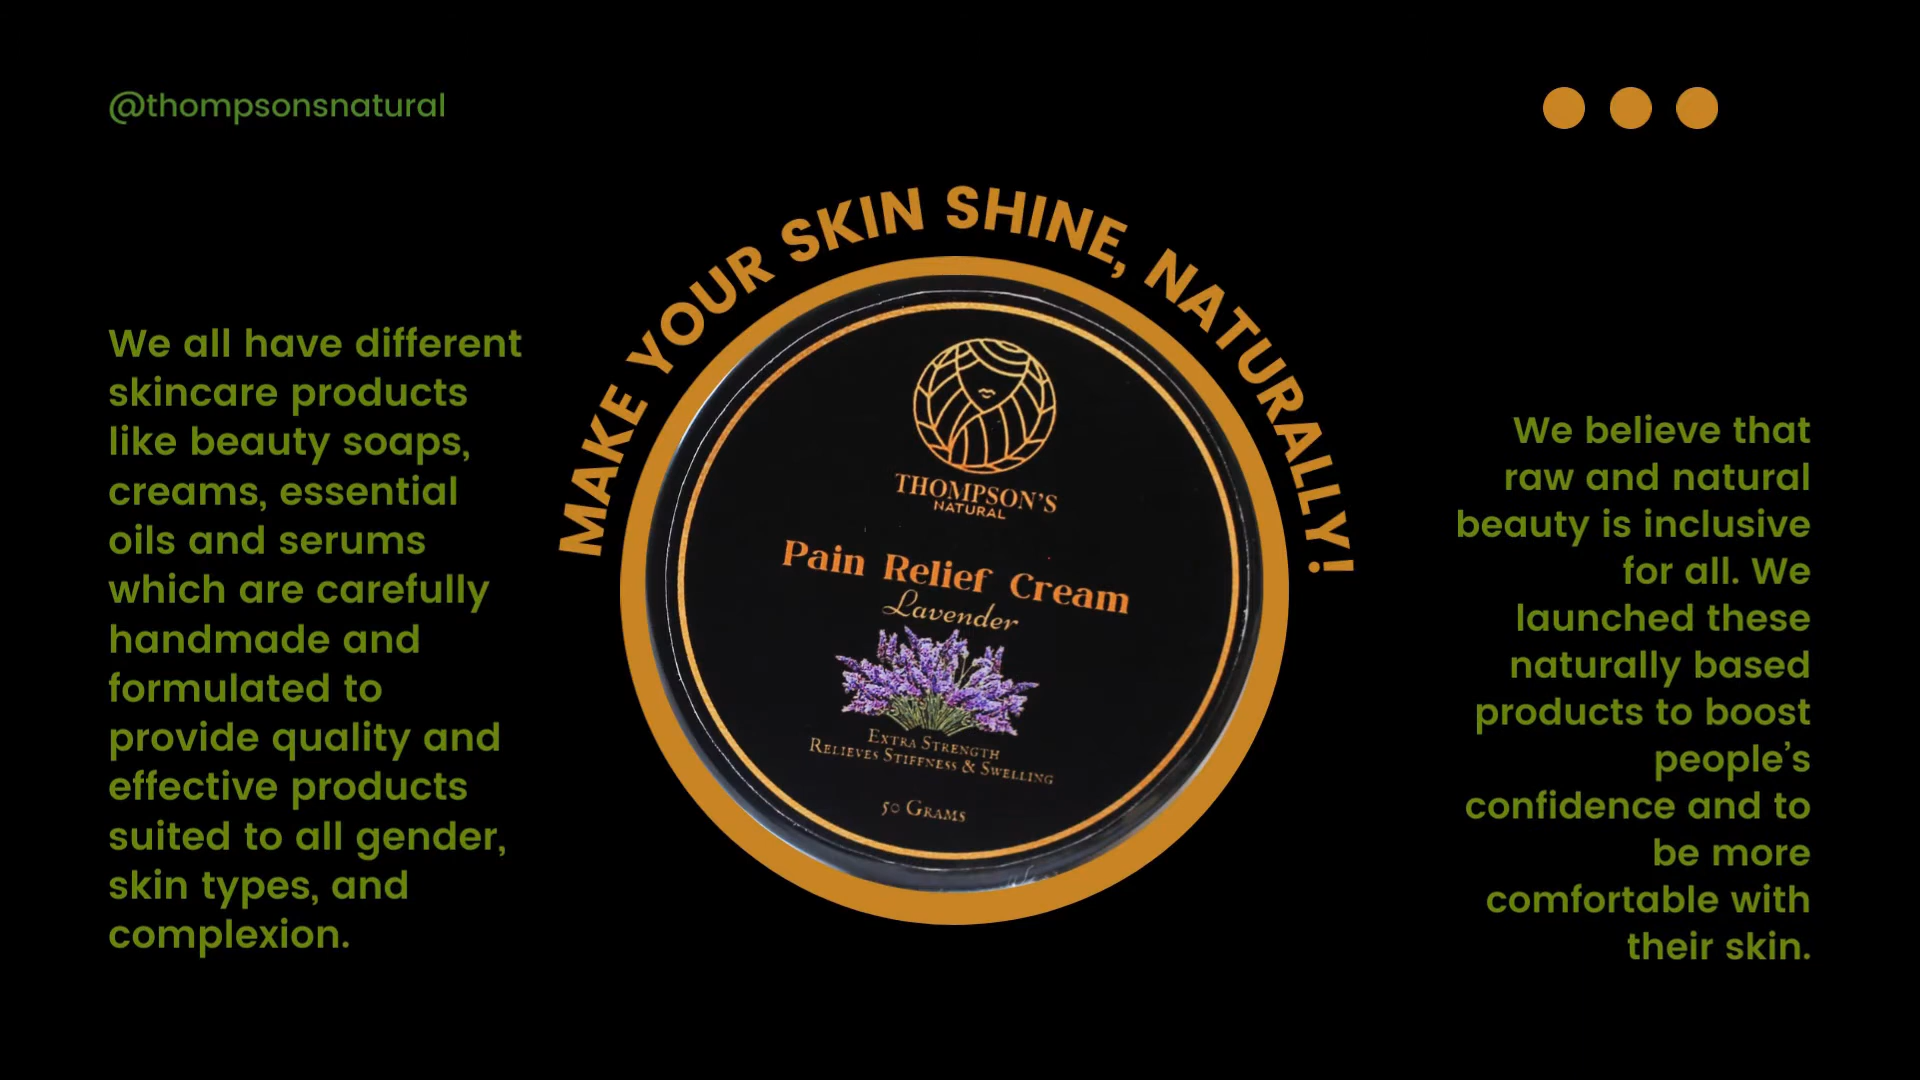 @thompsonsnatural
MAKE YOUR SKIN SHINE, NATURALLY!
We all have different
skincare products
like beauty soaps,
creams, essential
oils and serums
which are carefully
handmade and
formulated to
provide quality and
effective products
suited to all gender,
skin types, and
complexion.
THOMPSON'S
NATURAL
Pain Relief Cream
Lavender
EXTRA STRENGTH
RELIEVES STIFFNESS & SWELLING
50 GRAMS
We believe that
raw and natural
beauty is inclusive
for all. We
launched these
naturally based
products to boost
people’s
confidence and to
be more
comfortable with
their skin.